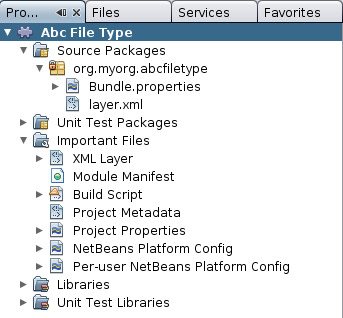 Pro... Files Services Favorites
Abc File Type
Source Packages
org.myorg.abcfiletype
Bundle.properties
layer.xml
Unit Test Packages
Important Files
XML Layer
Module Manifest
Build Script
Project Metadata
Project Properties
NetBeans Platform Config
Per-user NetBeans Platform Config
Libraries
Unit Test Libraries